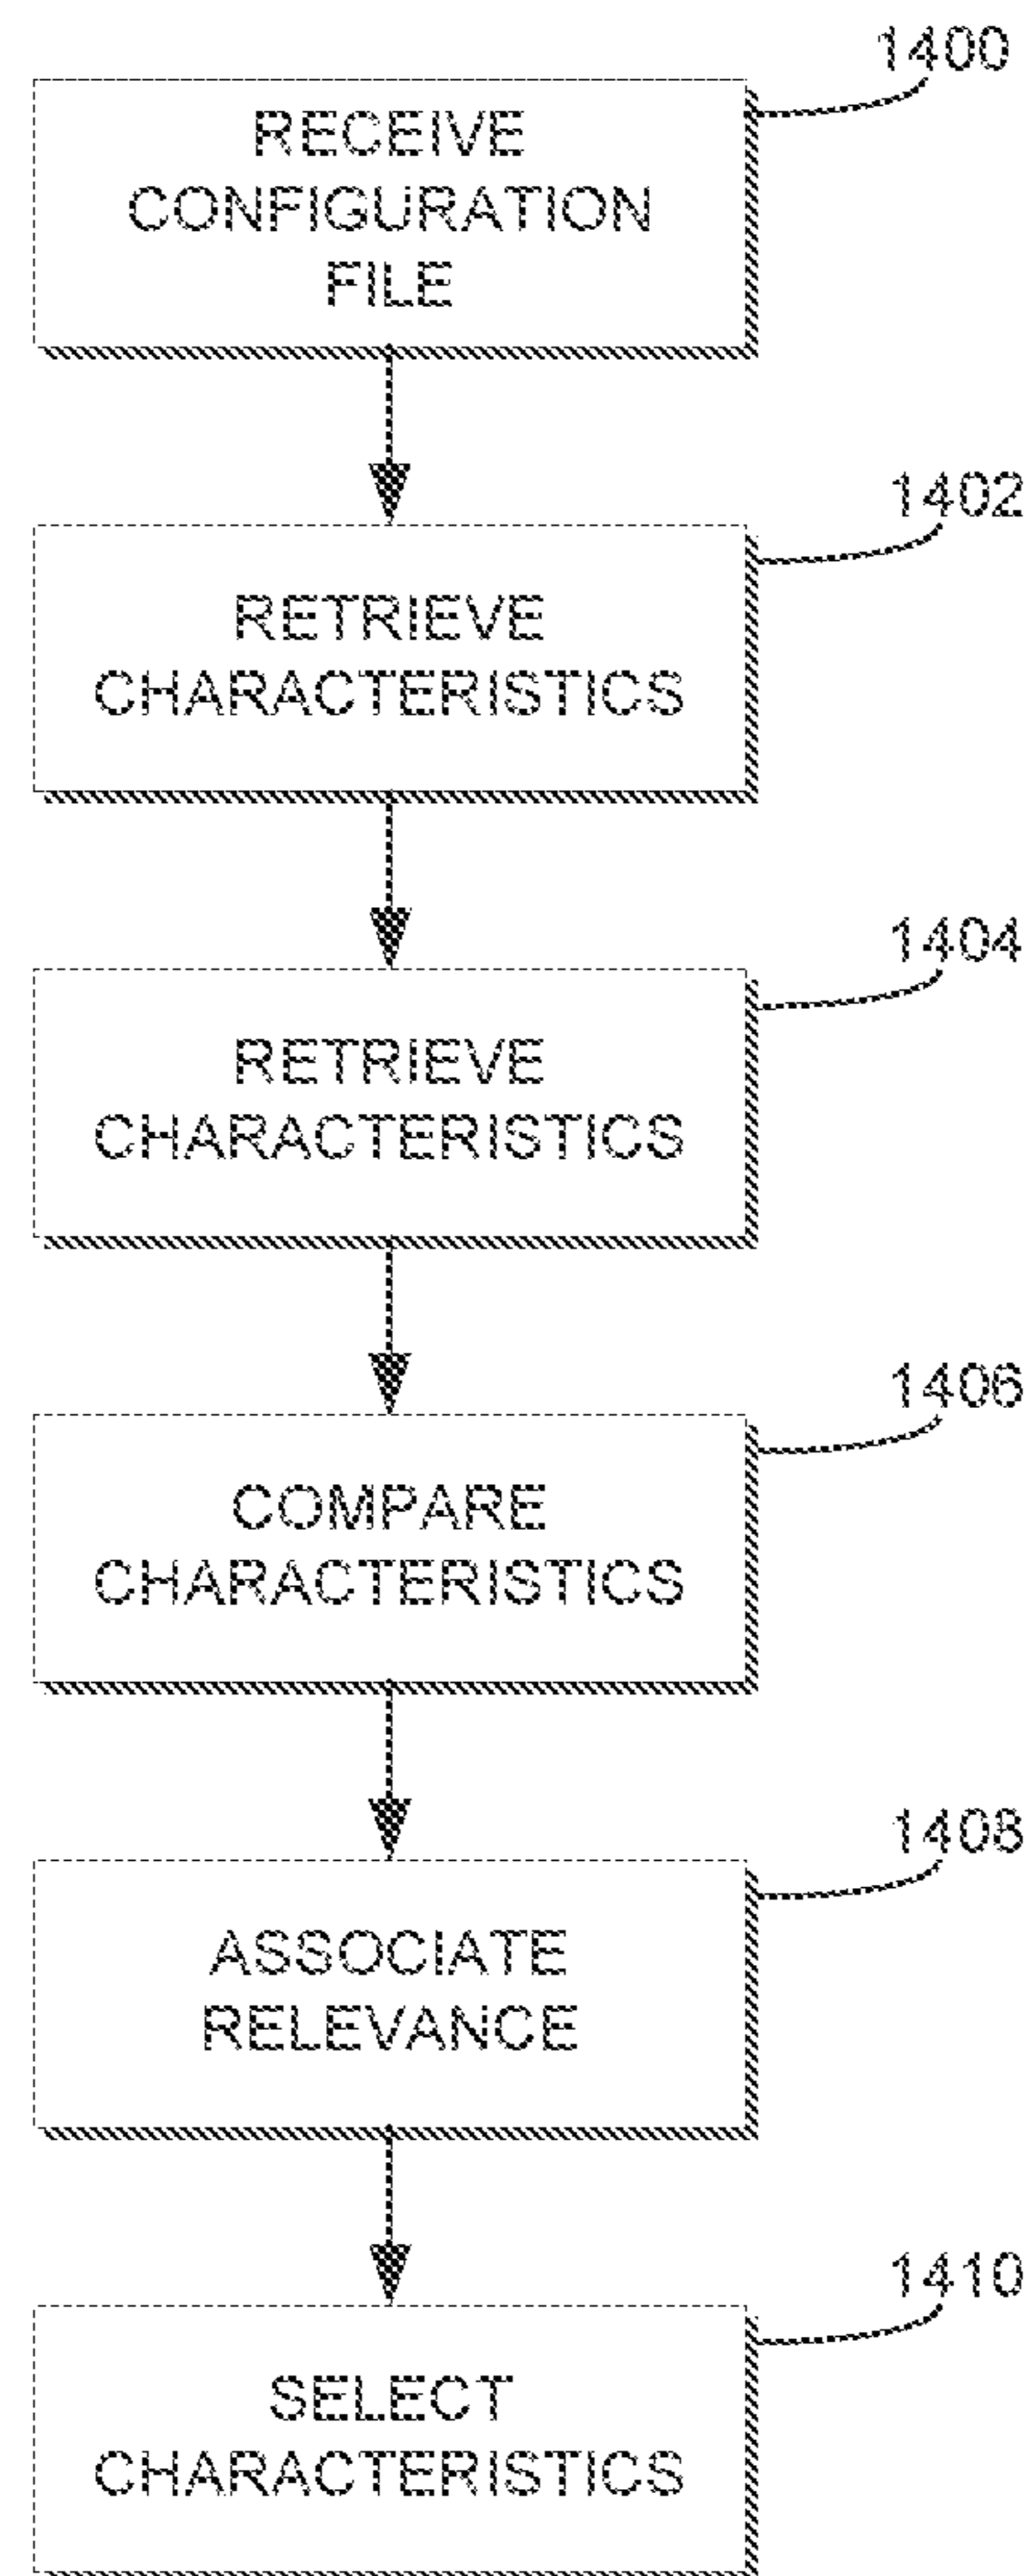 1400
RECEIVE
CONFIGURATION
FILE
1402
RETRIEVE
CHARACTERISTICS
1404
RETRIEVE
CHARACTERISTICS
1406
COMPARE
CHARACTERISTICS
1408
ASSOCIATE
RELEVANCE
1410
SELECT
CHARACTERISTICS